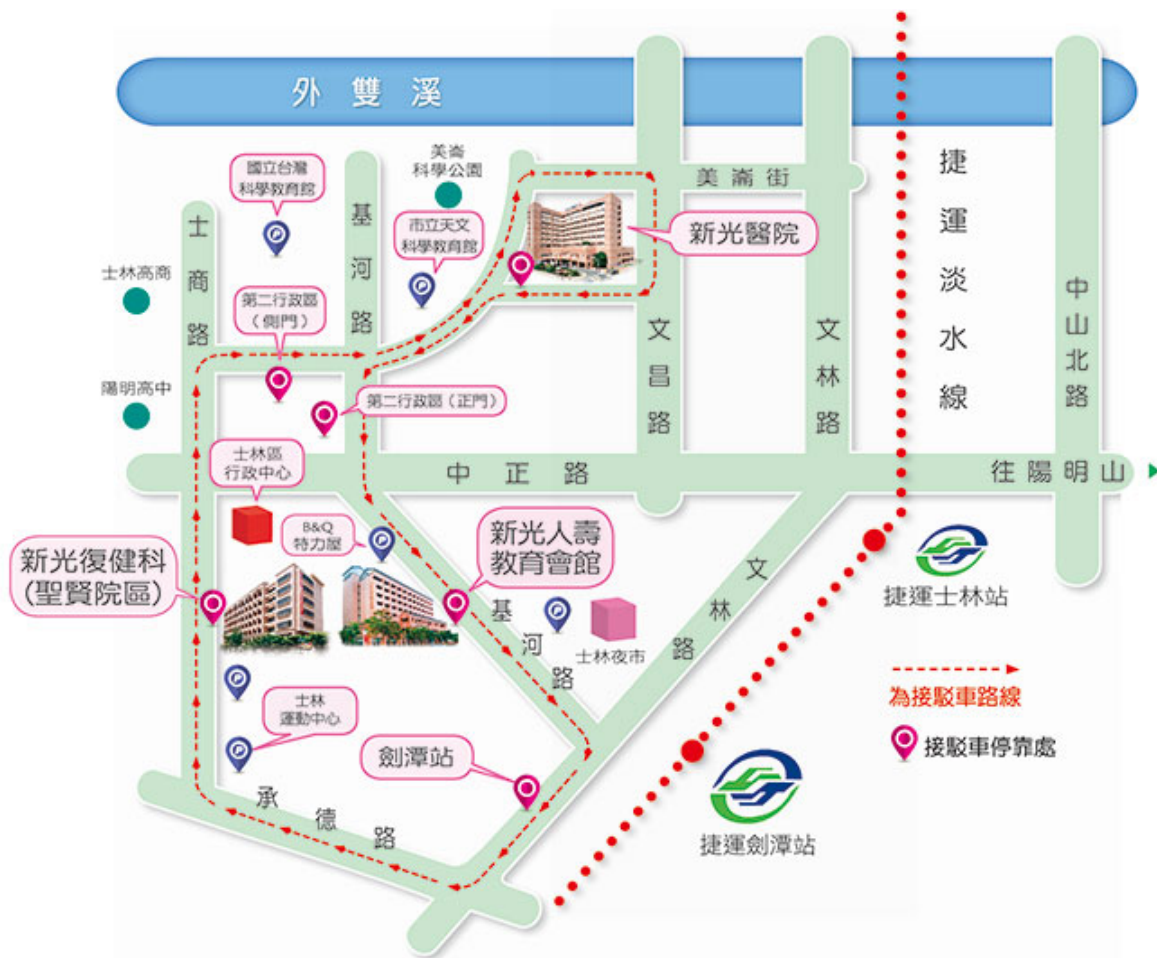 外雙溪
國立台灣
科學教育館
美崙
科學公園
基河路
市立天文
科學教育館
美崙街
新光醫院
捷運淡水線
士商路
士林高商
第二行政區
(側門)
文昌路
文林路
中山北路
陽明高中
第二行政區(正門)
士林區
行政中心
中正路
往陽明山
B&Q
特力屋
新光人壽
教育會館
新光復健科
(聖賢院區)
基河路
士林夜市
文林路
捷運士林站
為接駁車路線
士林
運動中心
劍潭站
接駁車停靠處
承德路
捷運劍潭站